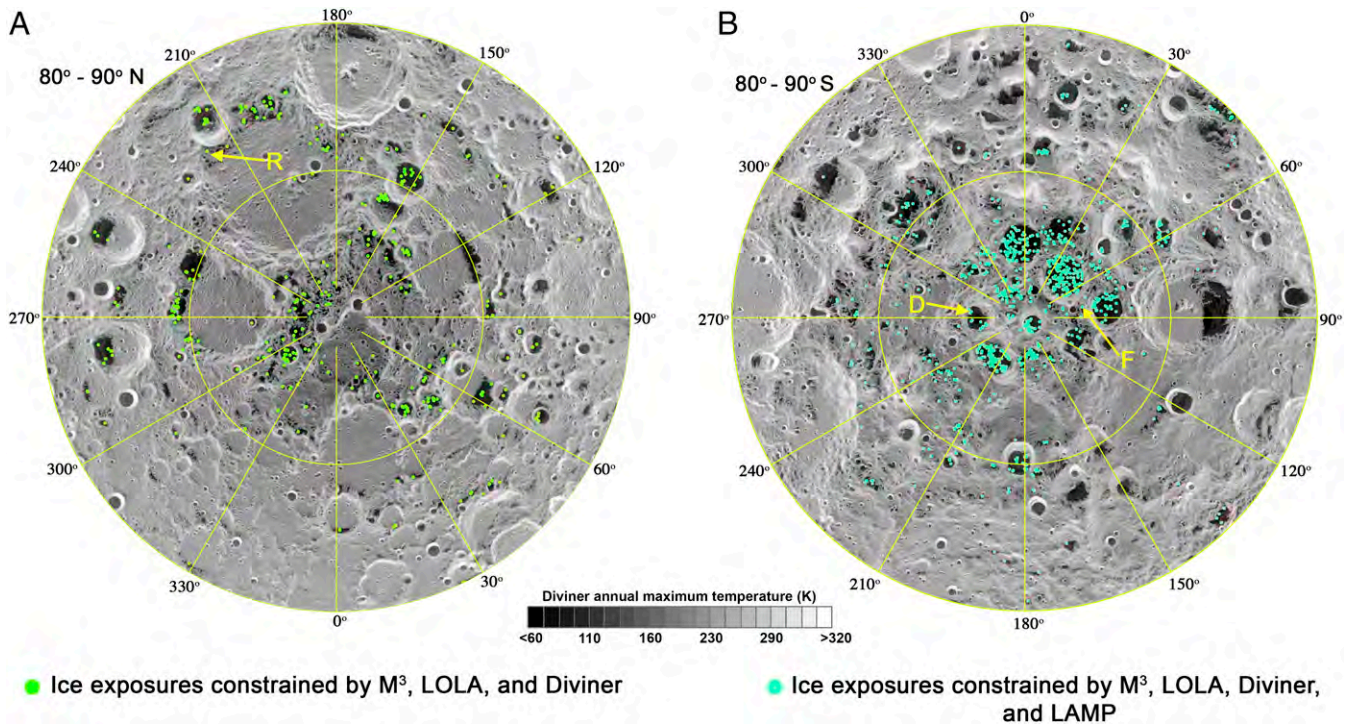 A
80° - 90° N
180°
150°
120°
90°
60°
30°
0°
330°
300°
270°
240°
210°
R
B
80° - 90° S
0°
30°
60°
90°
120°
150°
180°
210°
240°
270°
300°
330°
D
F
Diviner annual maximum temperature (K)
<60 110 160 230 290 >320
Ice exposures constrained by M³, LOLA, and Diviner
Ice exposures constrained by M³, LOLA, Diviner,
and LAMP